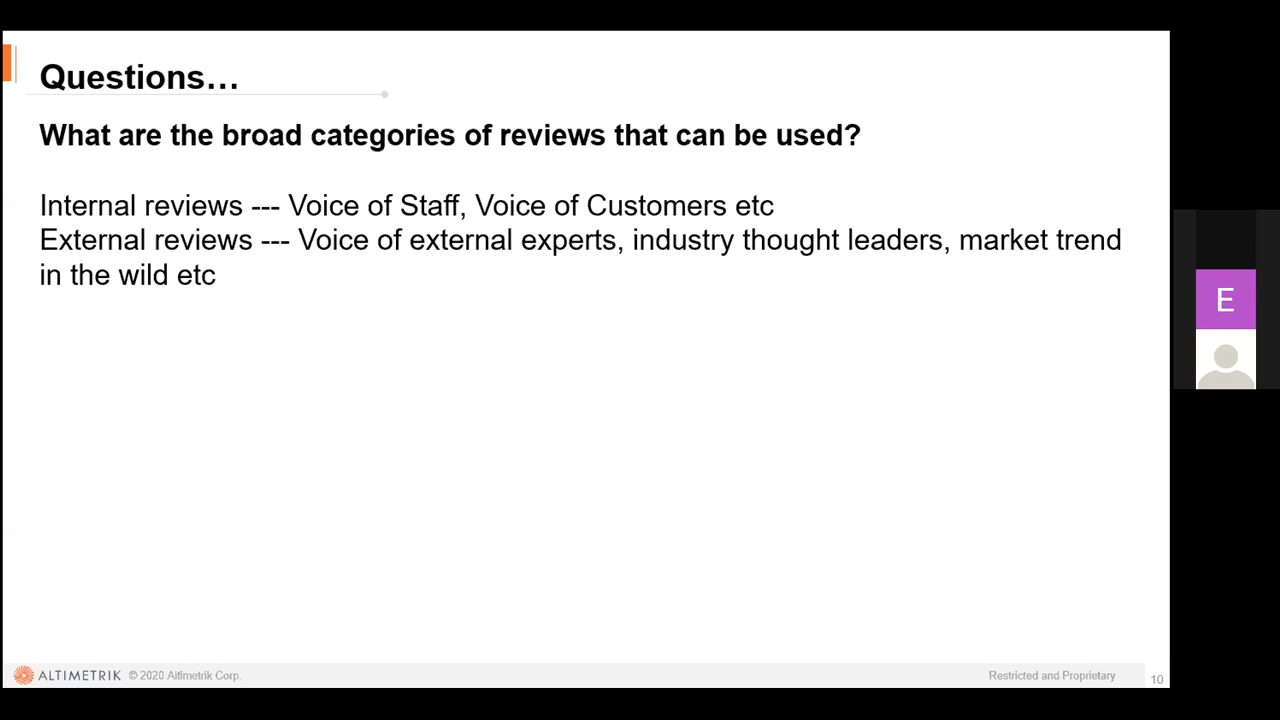 Questions…
What are the broad categories of reviews that can be used?
Internal reviews --- Voice of Staff, Voice of Customers etc
External reviews --- Voice of external experts, industry thought leaders, market trend
in the wild etc
E
ALTIMETRIK © 2020 Altimetrik Corp.
Restricted and Proprietary
10